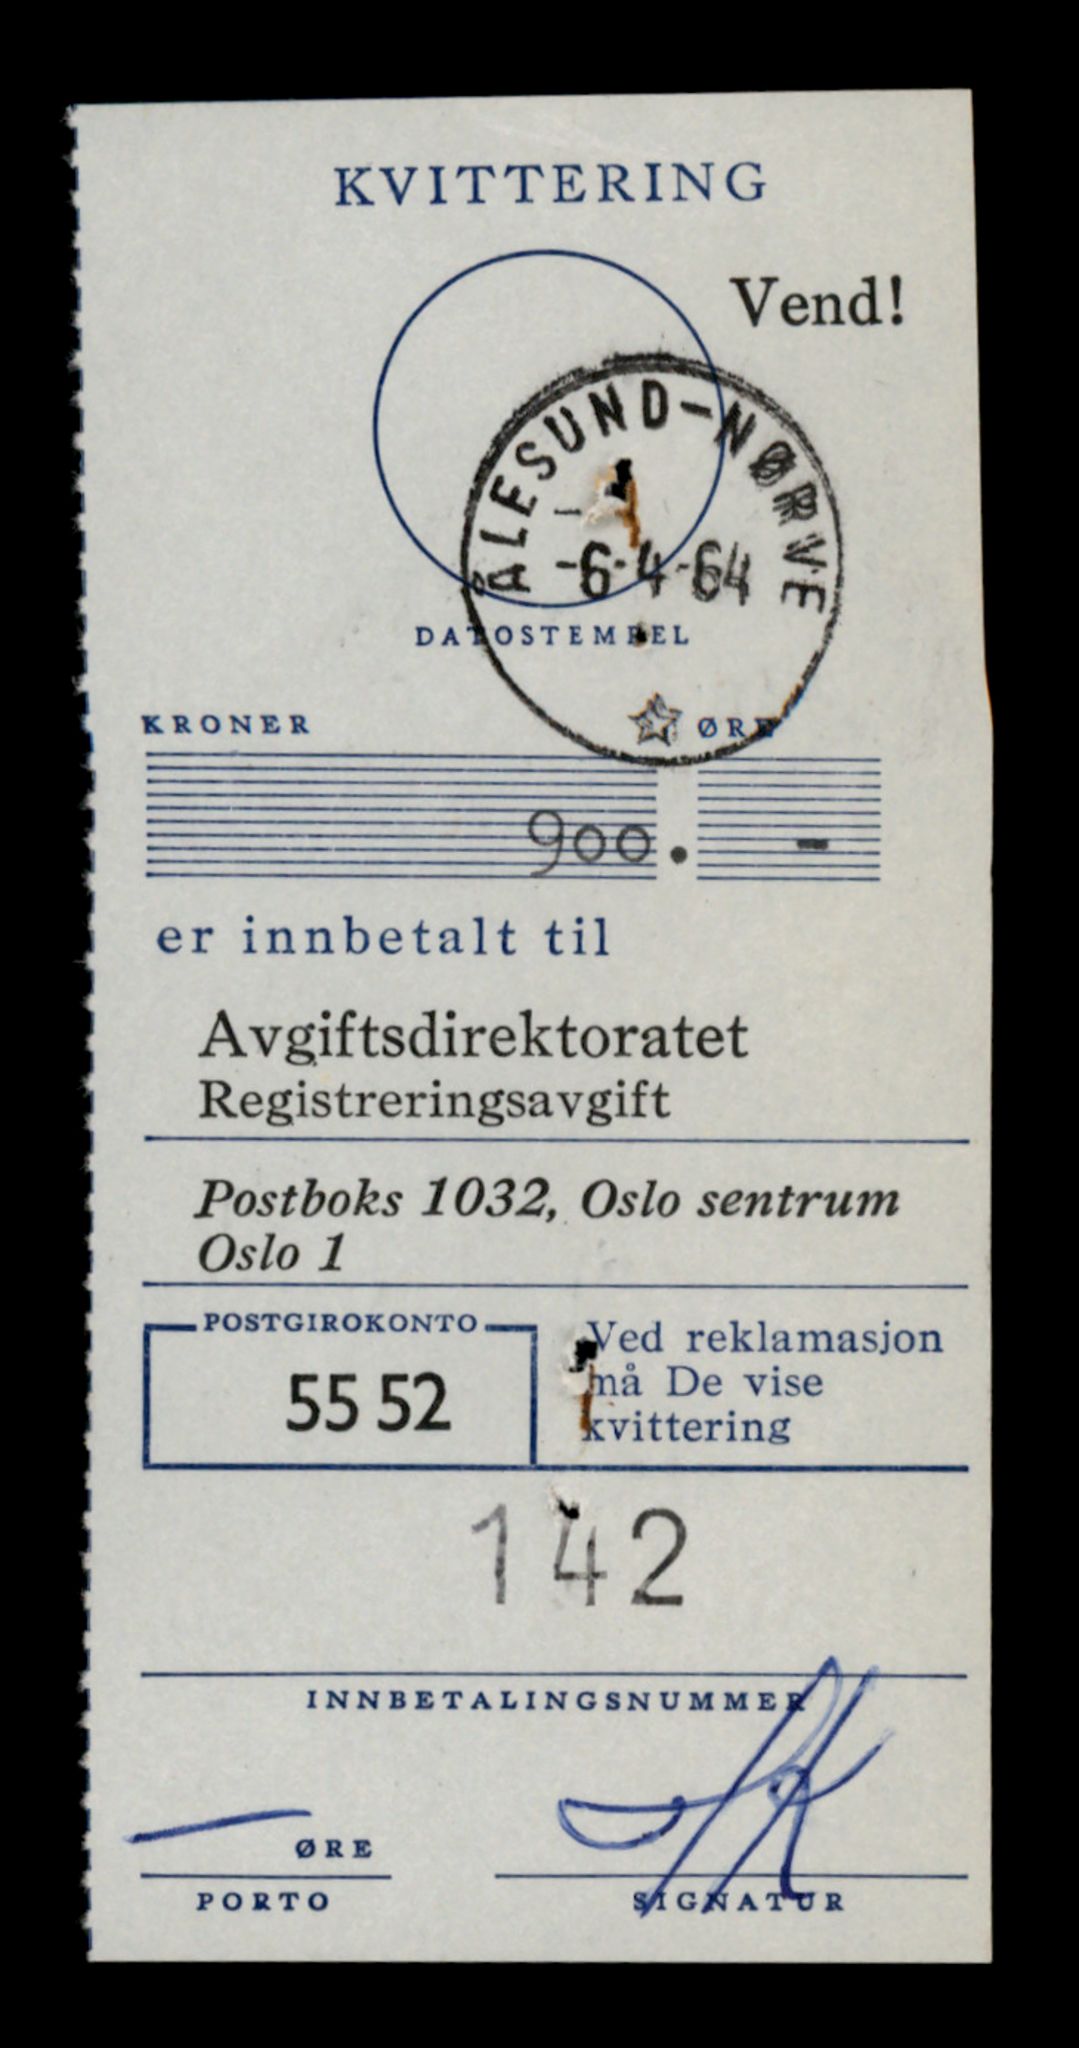 KVITTERING
Vend!
ÅLESUND-NØRVE
-6-4-64
DATOSTEMPEL
KRONER ØRE
900. -
er innbetalt til
Avgiftsdirektoratet
Registreringsavgift
Postboks 1032, Oslo sentrum
Oslo 1
POSTGIROKONTO
55 52
Ved reklamasjon
må De vise
kvittering
142
INNBETALINGSNUMMER
ØRE
PORTO
SIGNATUR